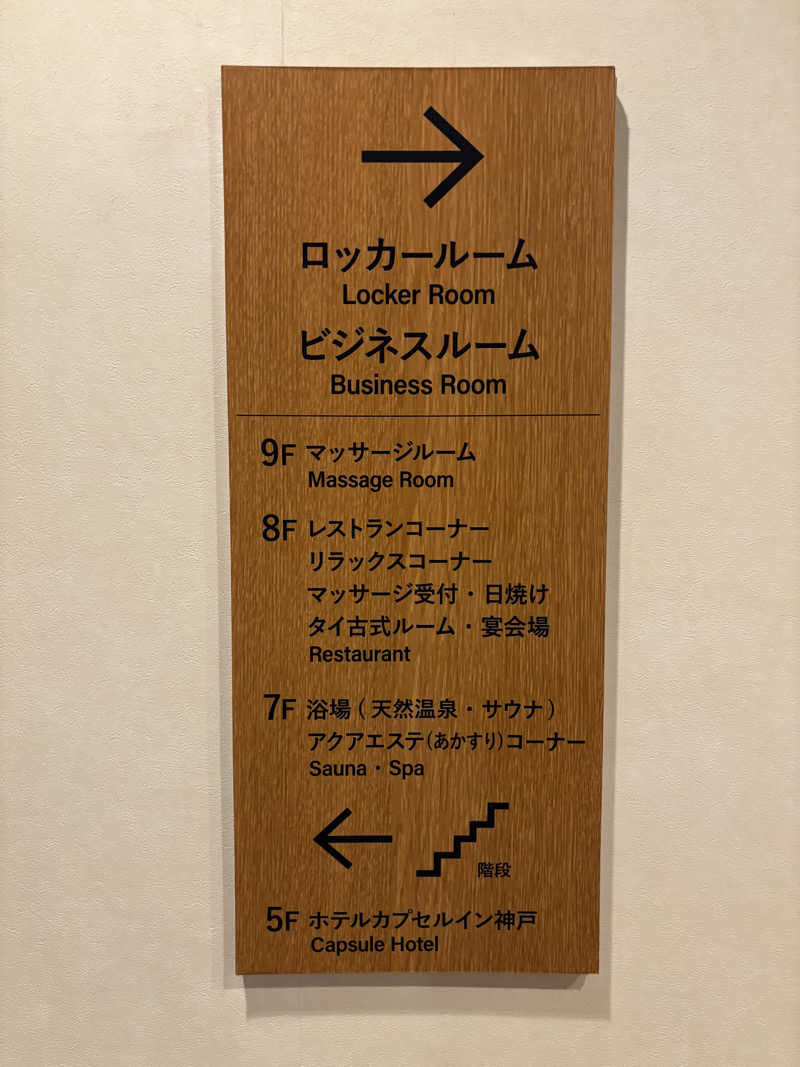 ロッカールーム
Locker Room
ビジネスルーム
Business Room
9F マッサージルーム
Massage Room
8F レストランコーナー
リラックスコーナー
マッサージ受付・日焼け
タイ古式ルーム・宴会場
Restaurant
7F 浴場(天然温泉・サウナ)
アクアエステ(あかすり)コーナー
Sauna・Spa
階段
5F ホテルカプセルイン神戸
Capsule Hotel